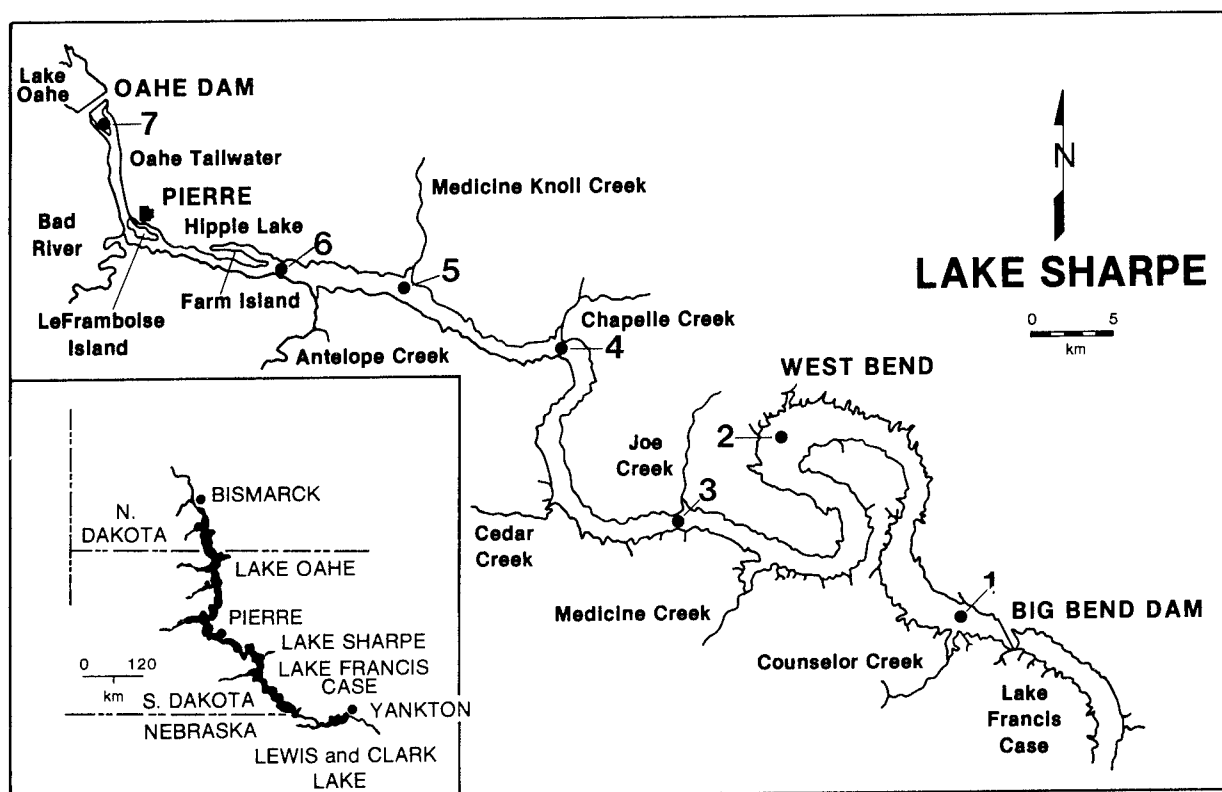 Lake
Oahe
OAHE DAM
7
Oahe Tailwater
PIERRE
Hipple Lake
Bad
River
6
Farm Island
LeFramboise
Island
Antelope Creek
Medicine Knoll Creek
5
Chapelle Creek
4
N
LAKE SHARPE
0 5
km
WEST BEND
2
Joe
Creek
3
Cedar
Creek
Medicine Creek
1
BIG BEND DAM
Counselor Creek
Lake
Francis
Case
BISMARCK
N.
DAKOTA
LAKE OAHE
PIERRE
LAKE SHARPE
LAKE FRANCIS
CASE
0 120
km
S. DAKOTA
YANKTON
NEBRASKA
LEWIS and CLARK
LAKE